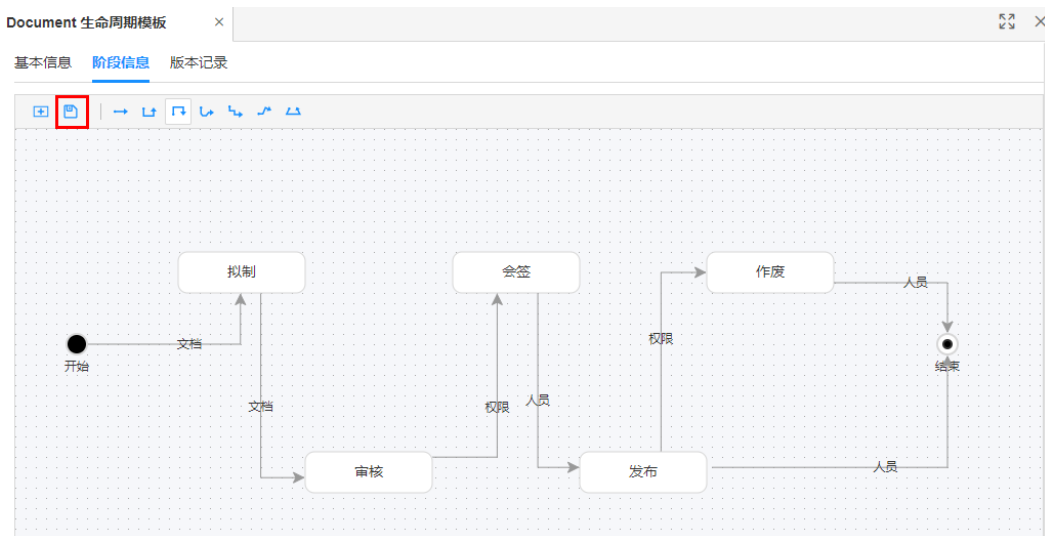 Document 生命周期模板
基本信息 阶段信息 版本记录
拟制
会签
作废
人员
开始
文档
权限
结束
文档
权限
人员
审核
发布
人员